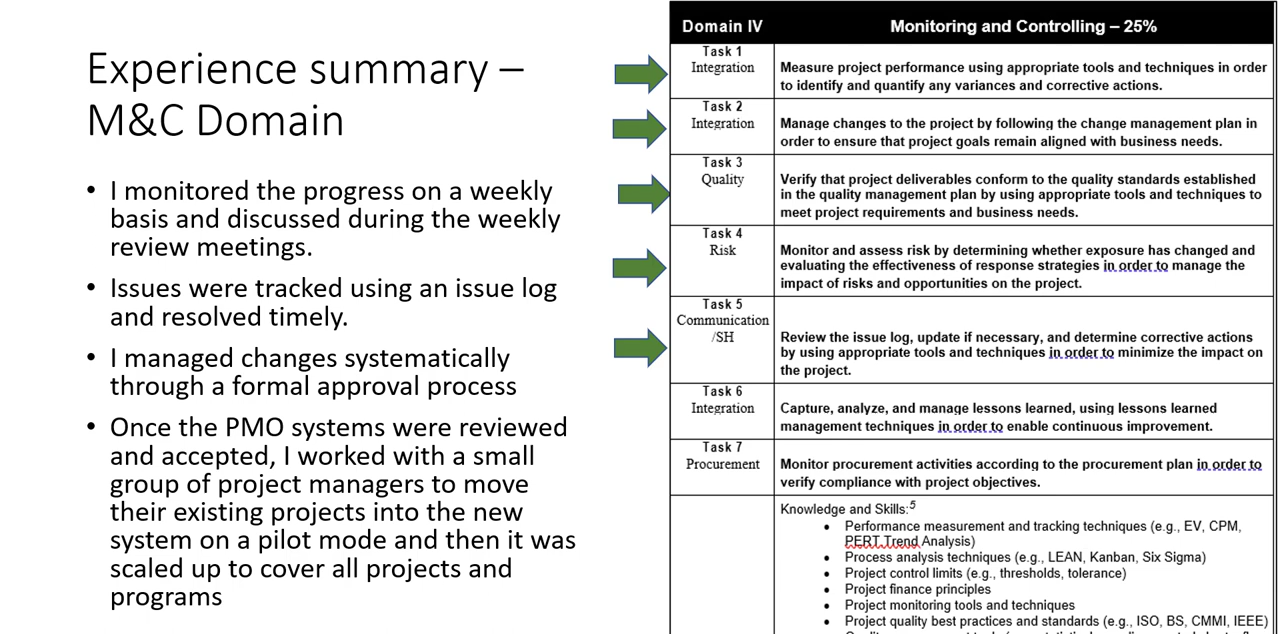 Experience summary –
M&C Domain
• I monitored the progress on a weekly
basis and discussed during the weekly
review meetings.
• Issues were tracked using an issue log
and resolved timely.
• I managed changes systematically
through a formal approval process
• Once the PMO systems were reviewed
and accepted, I worked with a small
group of project managers to move
their existing projects into the new
system on a pilot mode and then it was
scaled up to cover all projects and
programs
Domain IV
Monitoring and Controlling – 25%
Task 1
Integration
Measure project performance using appropriate tools and techniques in order
to identify and quantify any variances and corrective actions.
Task 2
Integration
Manage changes to the project by following the change management plan in
order to ensure that project goals remain aligned with business needs.
Task 3
Quality
Verify that project deliverables conform to the quality standards established
in the quality management plan by using appropriate tools and techniques to
meet project requirements and business needs.
Task 4
Risk
Monitor and assess risk by determining whether exposure has changed and
evaluating the effectiveness of response strategies in order to manage the
impact of risks and opportunities on the project.
Task 5
Communication
/SH
Review the issue log, update if necessary, and determine corrective actions
by using appropriate tools and techniques in order to minimize the impact on
the project.
Task 6
Integration
Capture, analyze, and manage lessons learned, using lessons learned
management techniques in order to enable continuous improvement.
Task 7
Procurement
Monitor procurement activities according to the procurement plan in order to
verify compliance with project objectives.
Knowledge and Skills:5
• Performance measurement and tracking techniques (e.g., EV, CPM,
PERT Trend Analysis)
• Process analysis techniques (e.g., LEAN, Kanban, Six Sigma)
• Project control limits (e.g., thresholds, tolerance)
• Project finance principles
• Project monitoring tools and techniques
• Project quality best practices and standards (e.g., ISO, BS, CMMI, IEEE)